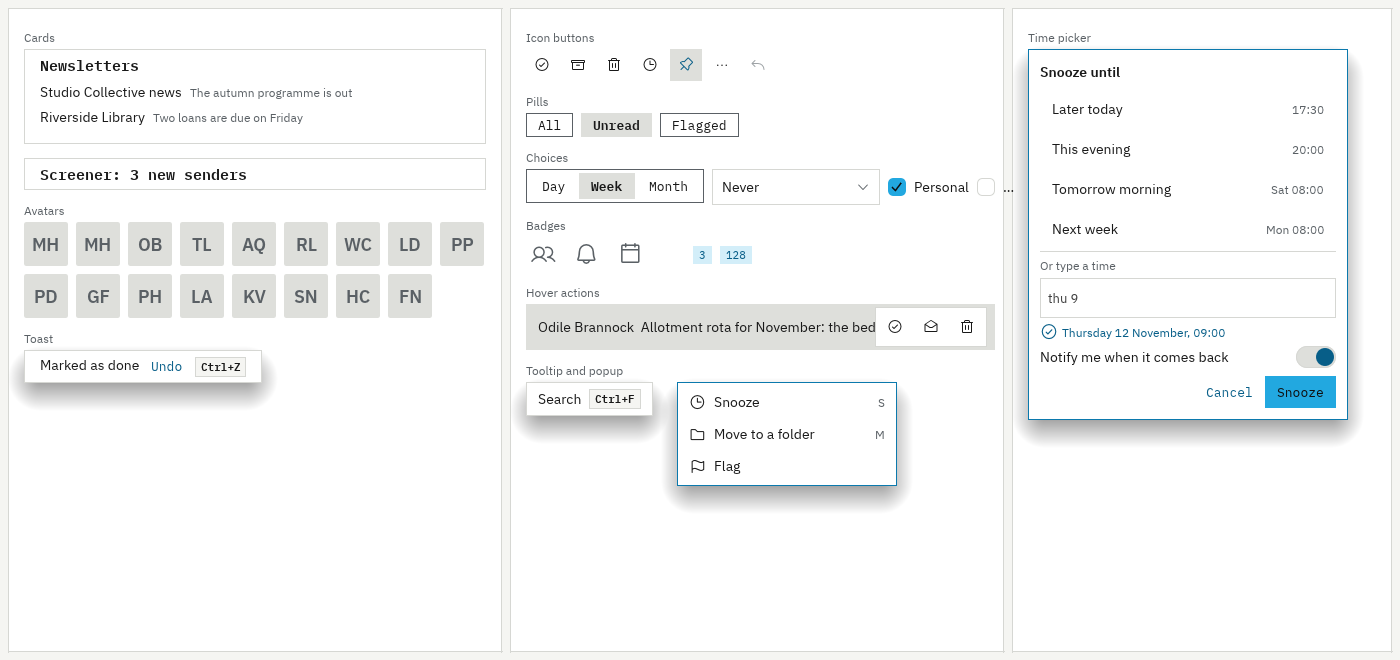 Cards
Newsletters
Studio Collective news The autumn programme is out
Riverside Library Two loans are due on Friday
Screener: 3 new senders
Avatars
MH MH OB TL AQ RL WC LD PP
PD GF PH LA KV SN HC FN
Toast
Marked as done Undo Ctrl+Z
Icon buttons
Pills
All Unread Flagged
Choices
Day Week Month Never Personal ...
Badges
3 128
Hover actions
Odile Brannock Allotment rota for November: the bed
Tooltip and popup
Search Ctrl+F
Snooze S
Move to a folder M
Flag
Time picker
Snooze until
Later today 17:30
This evening 20:00
Tomorrow morning Sat 08:00
Next week Mon 08:00
Or type a time
thu 9
Thursday 12 November, 09:00
Notify me when it comes back
Cancel Snooze